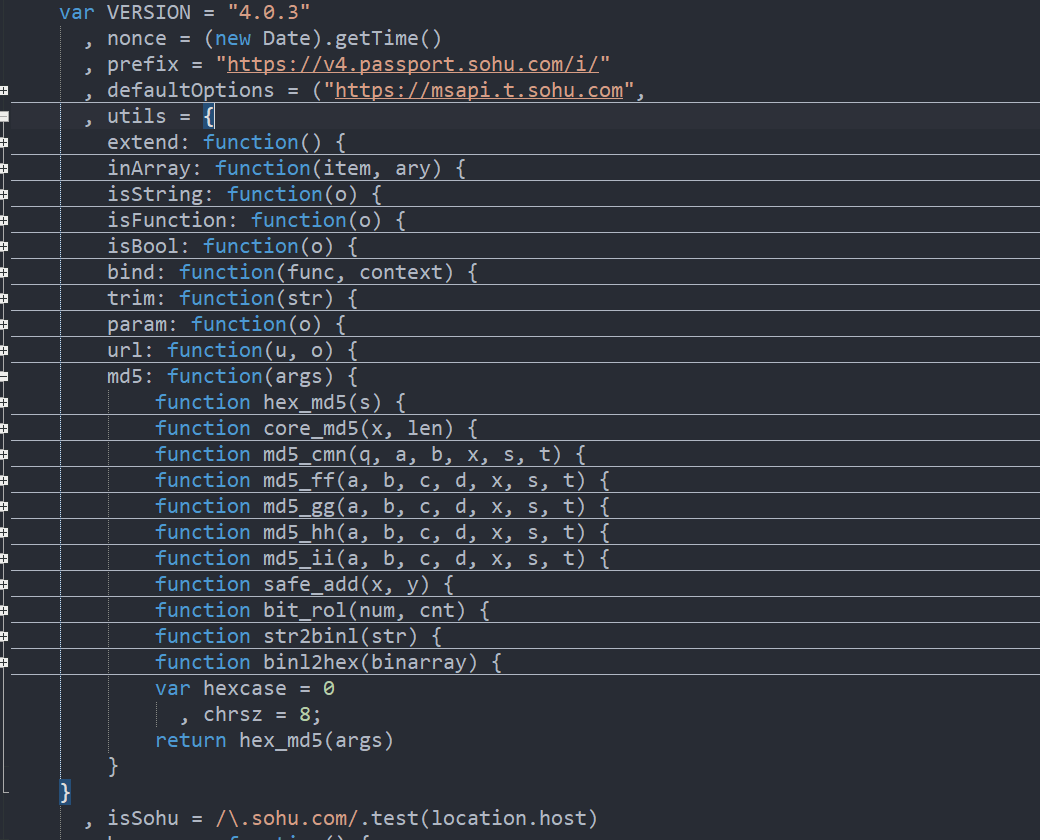 var VERSION = "4.0.3"
, nonce = (new Date).getTime()
, prefix = "https://v4.passport.sohu.com/i/"
, defaultOptions = ("https://msapi.t.sohu.com",
, utils = {
extend: function() {
inArray: function(item, ary) {
isString: function(o) {
isFunction: function(o) {
isBool: function(o) {
bind: function(func, context) {
trim: function(str) {
param: function(o) {
url: function(u, o) {
md5: function(args) {
function hex_md5(s) {
function core_md5(x, len) {
function md5_cmn(q, a, b, x, s, t) {
function md5_ff(a, b, c, d, x, s, t) {
function md5_gg(a, b, c, d, x, s, t) {
function md5_hh(a, b, c, d, x, s, t) {
function md5_ii(a, b, c, d, x, s, t) {
function safe_add(x, y) {
function bit_rol(num, cnt) {
function str2binl(str) {
function binl2hex(binarray) {
var hexcase = 0
, chrsz = 8;
return hex_md5(args)
}
}
, isSohu = /\.sohu.com/.test(location.host)